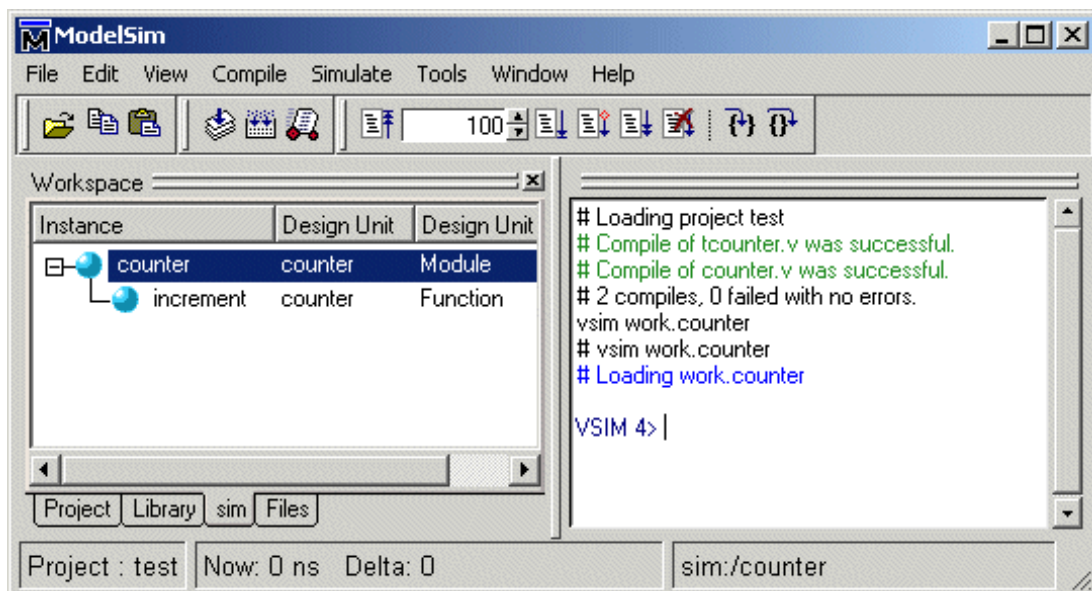 ModelSim
File Edit View Compile Simulate Tools Window Help
100
Workspace
Instance Design Unit Design Unit
counter counter Module
increment counter Function
Project Library sim Files
# Loading project test
# Compile of tcounter.v was successful.
# Compile of counter.v was successful.
# 2 compiles, 0 failed with no errors.
vsim work.counter
# vsim work.counter
# Loading work.counter
VSIM 4>
Project : test Now: 0 ns Delta: 0 sim:/counter